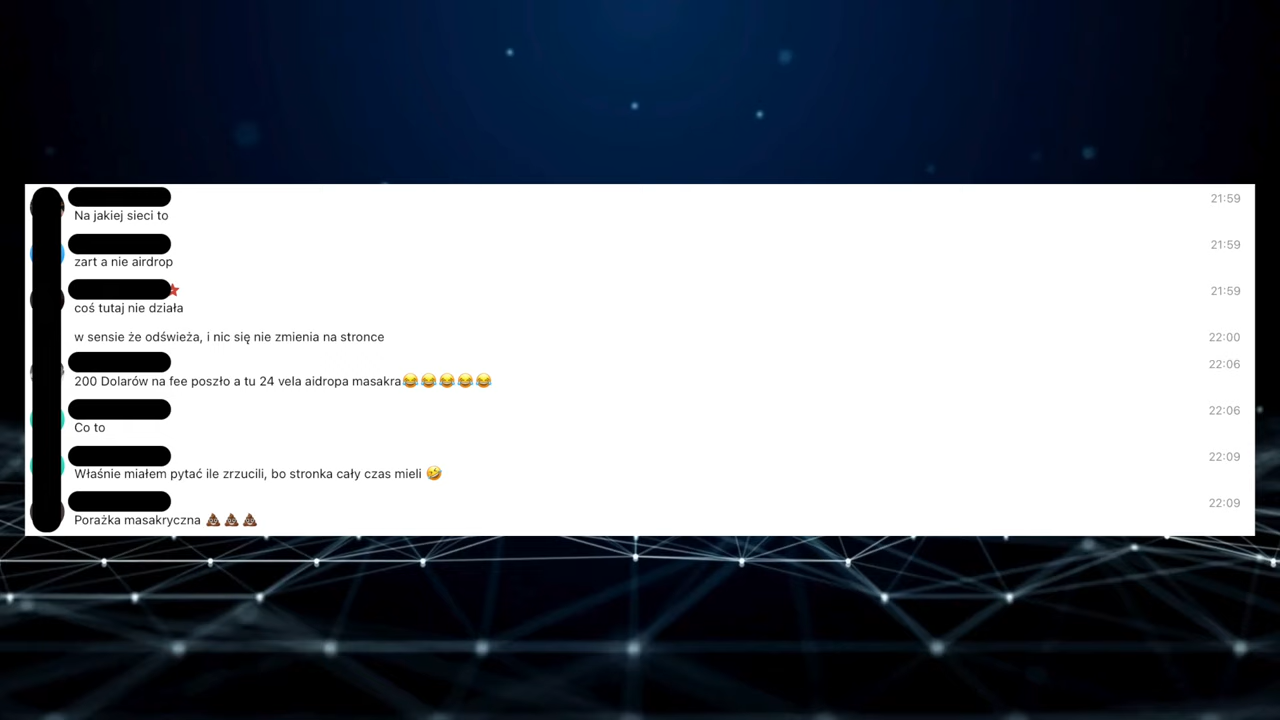 21:59
Na jakiej sieci to
21:59
zart a nie airdrop
21:59
coś tutaj nie działa
w sensie że odświeża, i nic się nie zmienia na stronce 22:00
22:06
200 Dolarów na fee poszło a tu 24 vela aidropa masakra😂😂😂😂😂
22:06
Co to
22:09
Właśnie miałem pytać ile zrzucili, bo stronka cały czas mieli 🤣
22:09
Porażka masakryczna 💩💩💩